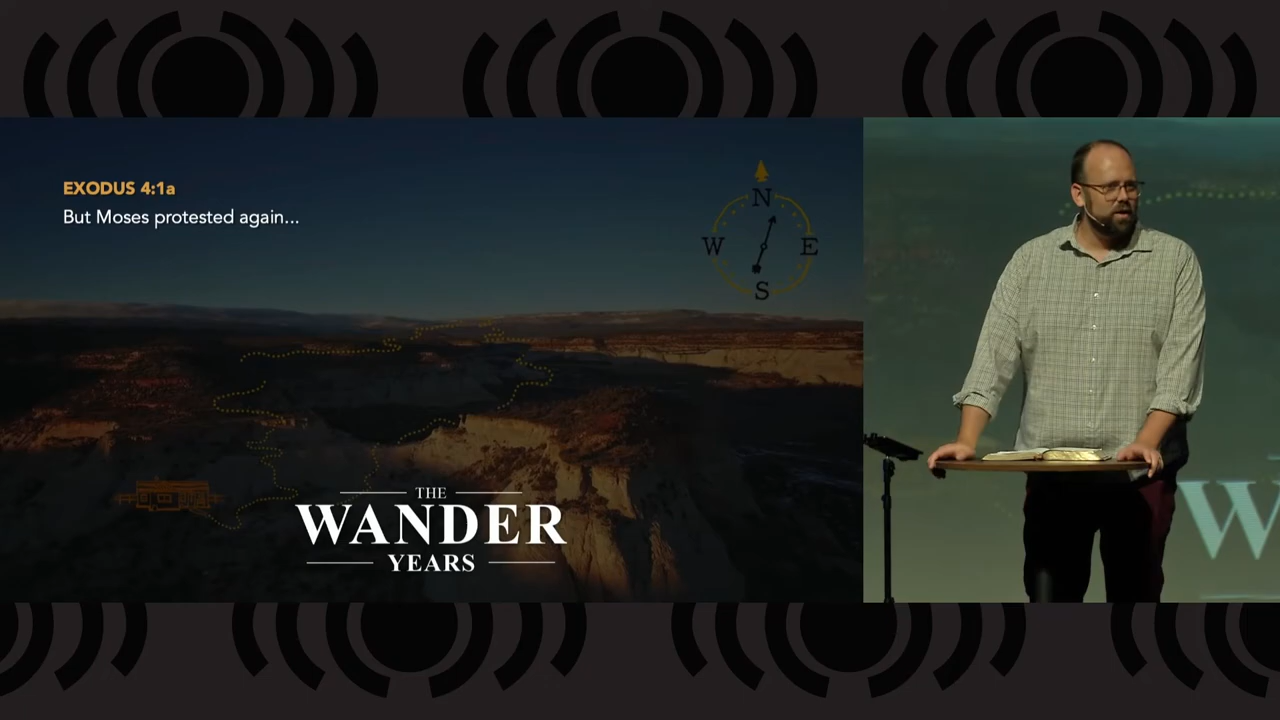 EXODUS 4:1a
But Moses protested again...
N
W E
S
THE
WANDER
YEARS
W